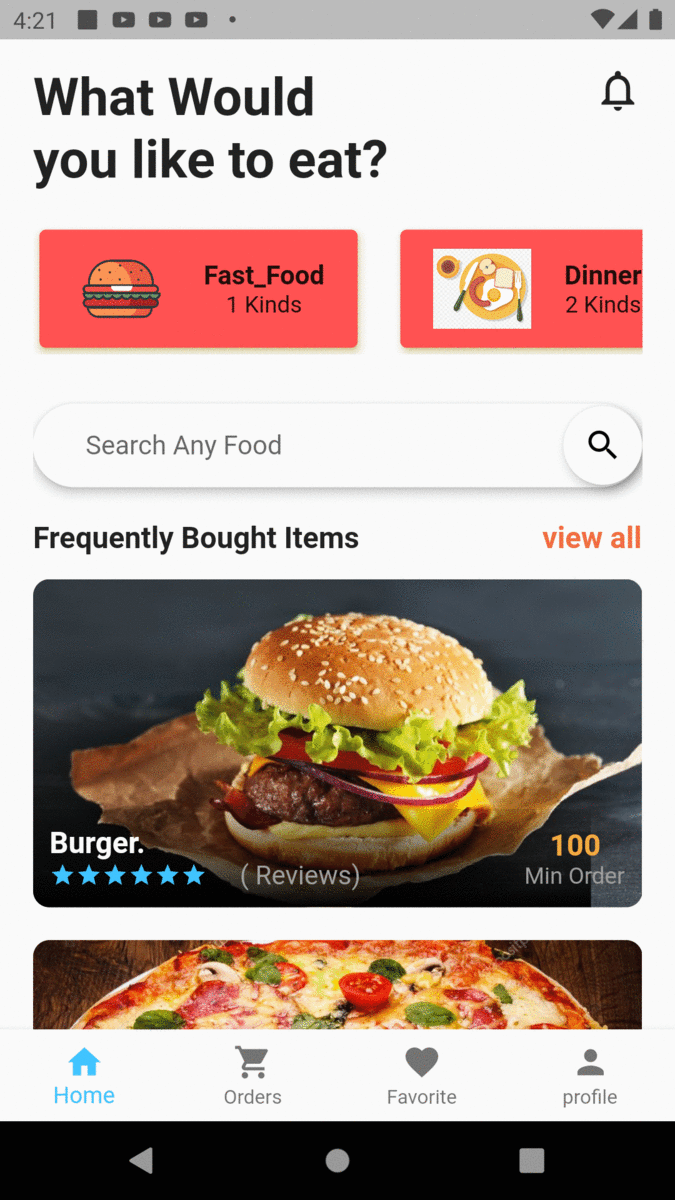 4:21
What Would
you like to eat?
Fast_Food
1 Kinds
Dinner
2 Kinds
Search Any Food
Frequently Bought Items
view all
Burger.
100
( Reviews)
Min Order
Home
Orders
Favorite
profile